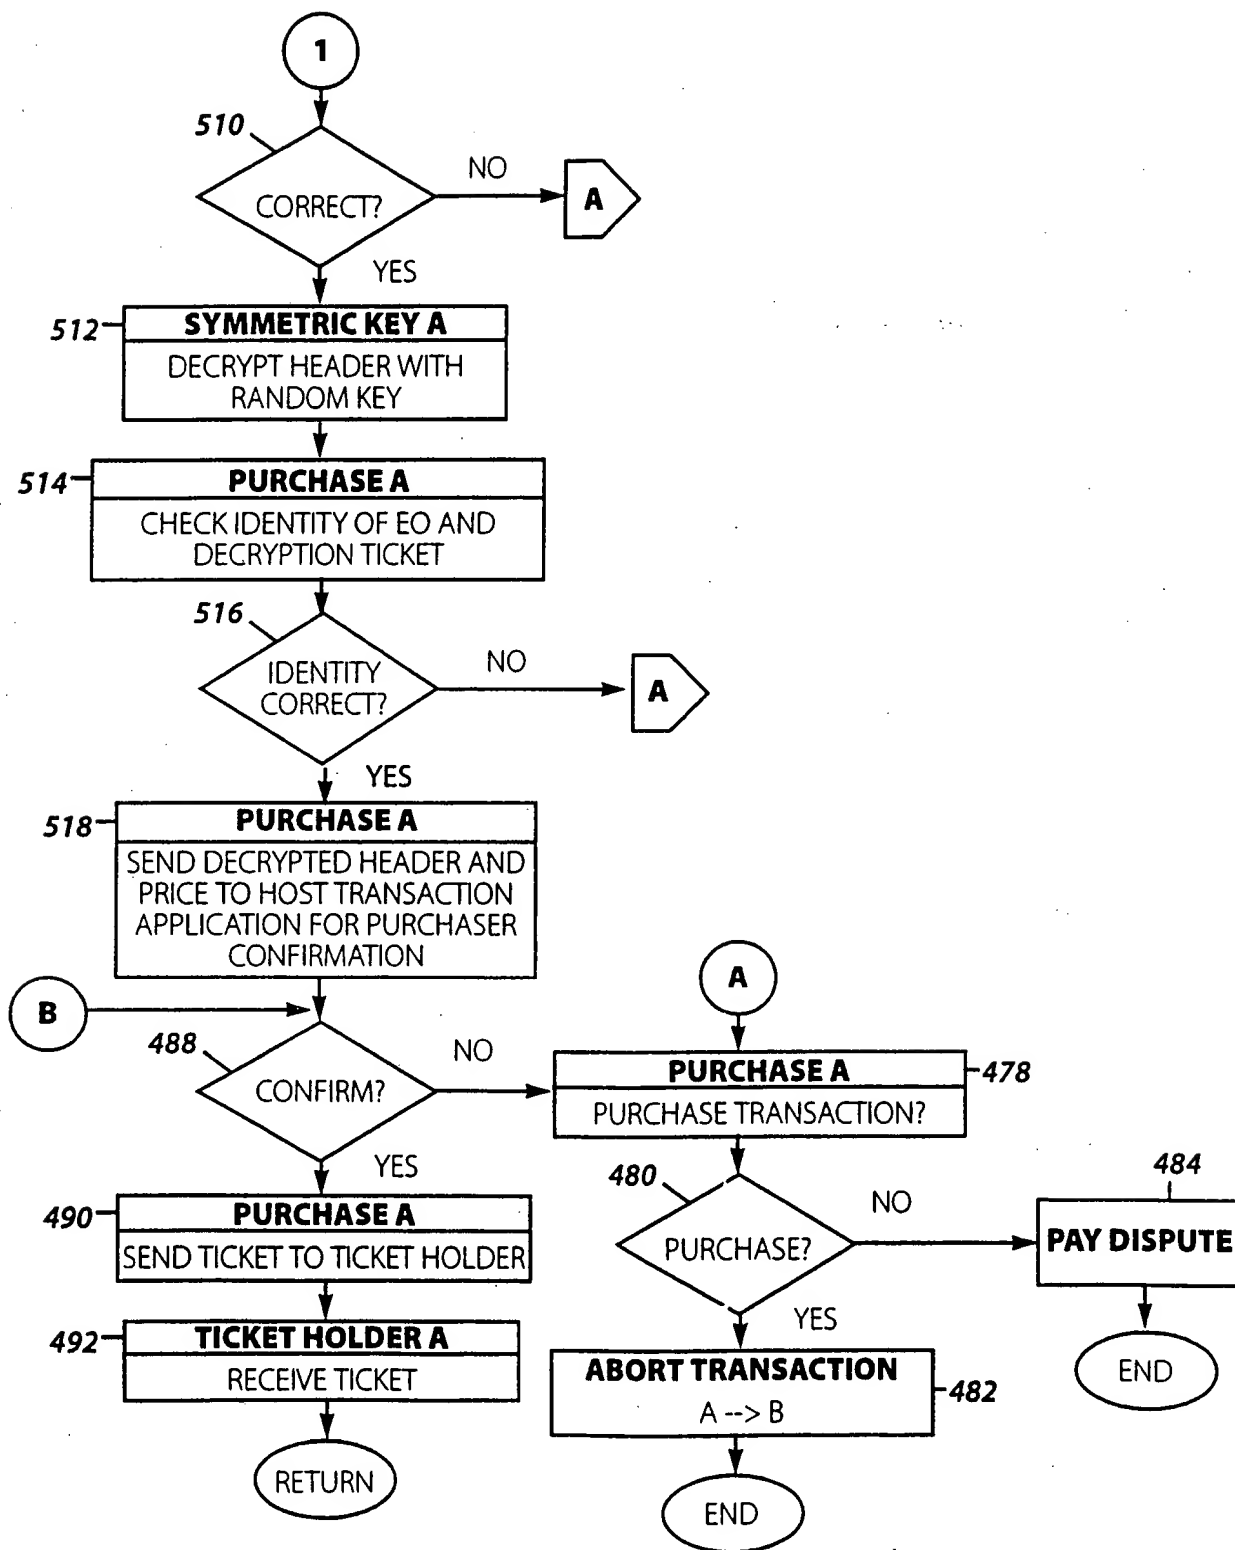 1
510
CORRECT?
NO
A
YES
512
SYMMETRIC KEY A
DECRYPT HEADER WITH
RANDOM KEY
514
PURCHASE A
CHECK IDENTITY OF EO AND
DECRYPTION TICKET
516
IDENTITY
CORRECT?
NO
A
YES
518
PURCHASE A
SEND DECRYPTED HEADER AND
PRICE TO HOST TRANSACTION
APPLICATION FOR PURCHASER
CONFIRMATION
B
A
488
CONFIRM?
NO
PURCHASE A
478
PURCHASE TRANSACTION?
YES
480
PURCHASE?
NO
484
PAY DISPUTE
END
490
PURCHASE A
SEND TICKET TO TICKET HOLDER
YES
492
TICKET HOLDER A
RECEIVE TICKET
ABORT TRANSACTION
A --> B
482
RETURN
END